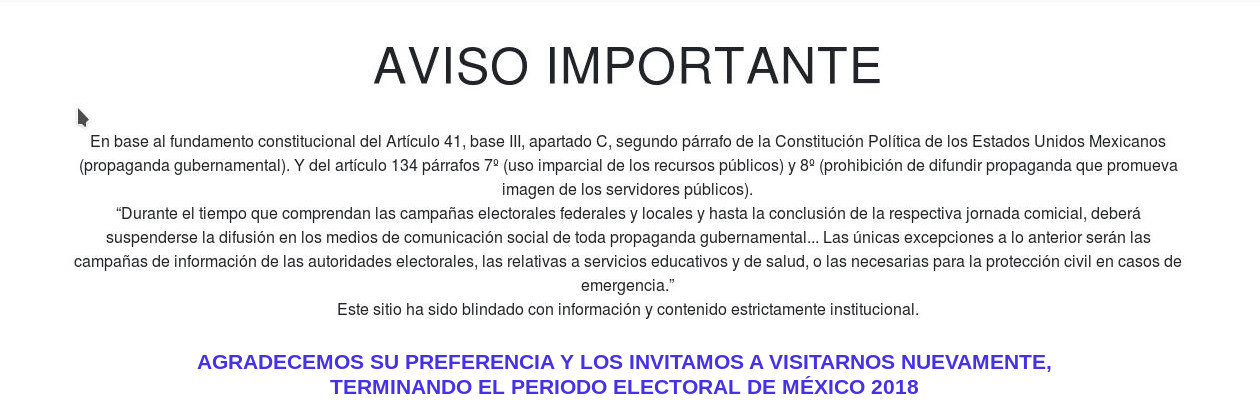 AVISO IMPORTANTE
En base al fundamento constitucional del Artículo 41, base III, apartado C, segundo párrafo de la Constitución Política de los Estados Unidos Mexicanos
(propaganda gubernamental). Y del artículo 134 párrafos 7º (uso imparcial de los recursos públicos) y 8º (prohibición de difundir propaganda que promueva
imagen de los servidores públicos).
“Durante el tiempo que comprendan las campañas electorales federales y locales y hasta la conclusión de la respectiva jornada comicial, deberá
suspenderse la difusión en los medios de comunicación social de toda propaganda gubernamental... Las únicas excepciones a lo anterior serán las
campañas de información de las autoridades electorales, las relativas a servicios educativos y de salud, o las necesarias para la protección civil en casos de
emergencia.”
Este sitio ha sido blindado con información y contenido estrictamente institucional.
AGRADECEMOS SU PREFERENCIA Y LOS INVITAMOS A VISITARNOS NUEVAMENTE,
TERMINANDO EL PERIODO ELECTORAL DE MÉXICO 2018